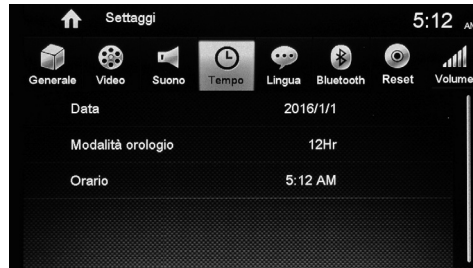 Settaggi 5:12 AM
Generale Video Suono Tempo Lingua Bluetooth Reset Volume
Data 2016/1/1
Modalità orologio 12Hr
Orario 5:12 AM